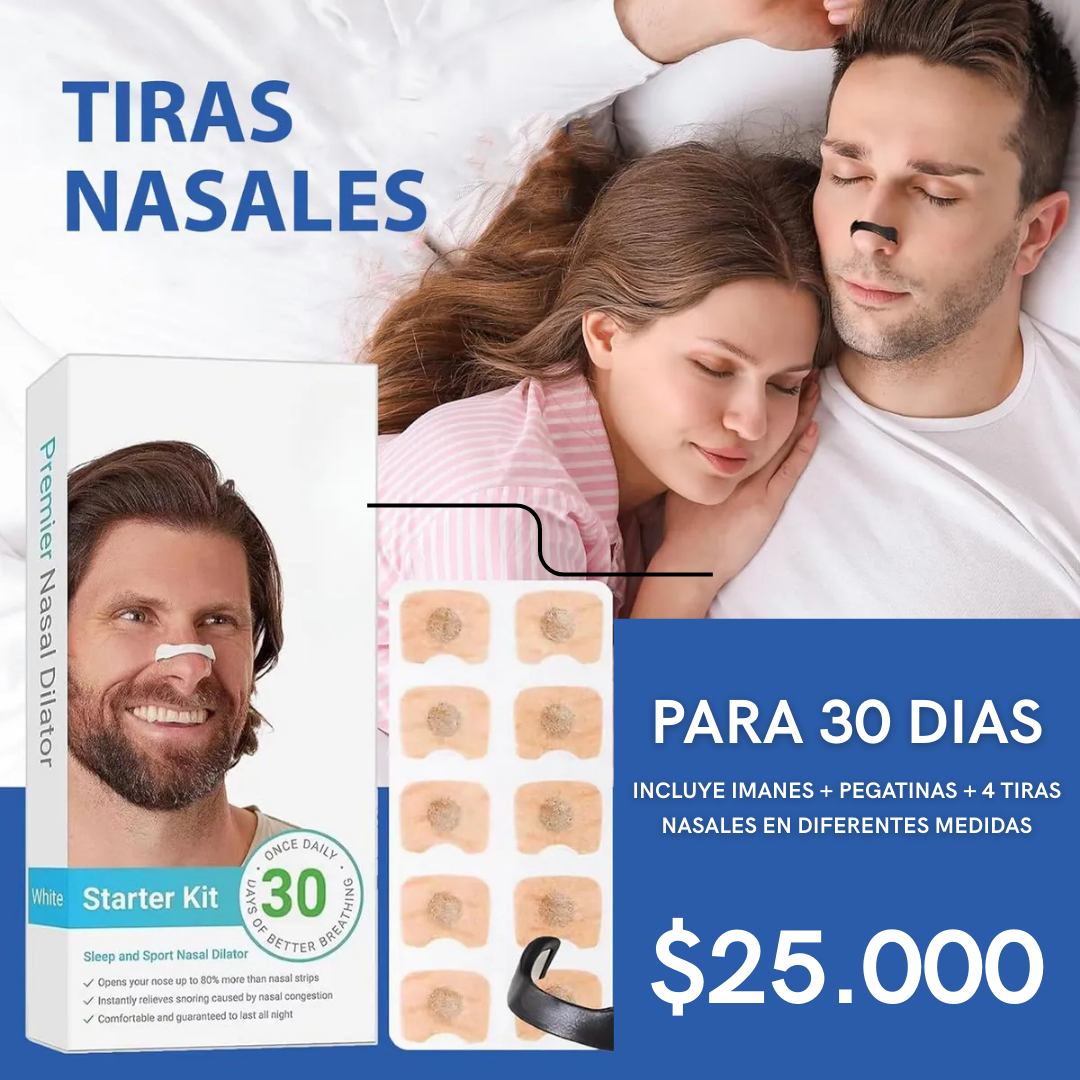 TIRAS
NASALES
Premier Nasal Dilator
White
Starter Kit
ONCE DAILY
30
DAYS OF BETTER BREATHING
Sleep and Sport Nasal Dilator
✓ Opens your nose up to 80% more than nasal strips
✓ Instantly relieves snoring caused by nasal congestion
✓ Comfortable and guaranteed to last all night
PARA 30 DIAS
INCLUYE IMANES + PEGATINAS + 4 TIRAS
NASALES EN DIFERENTES MEDIDAS
$25.000